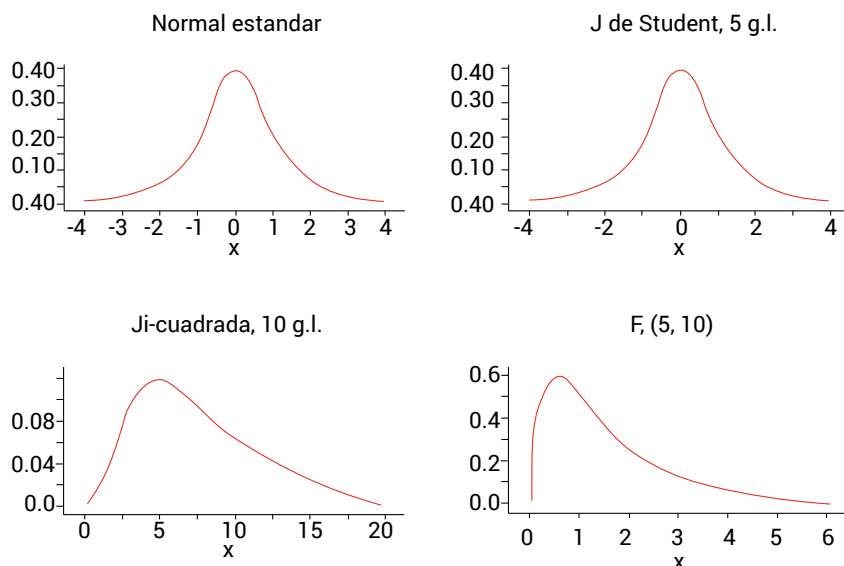 Normal estandar
0.40
0.30
0.20
0.10
0.40
-4 -3 -2 -1 0 1 2 3 4
x
J de Student, 5 g.l.
0.40
0.30
0.20
0.10
0.40
-4 -2 0 2 4
x
Ji-cuadrada, 10 g.l.
0.08
0.04
0.0
0 5 10 15 20
x
F, (5, 10)
0.6
0.4
0.2
0.0
0 1 2 3 4 5 6
x